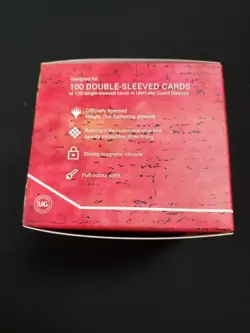 Designed for
100 DOUBLE-SLEEVED CARDS
or 100 single-sleeved cards in Ultimate Guard Sleeves
Officially licensed
Magic: The Gathering artwork
Strong magnetic closure
Full colour print
UG